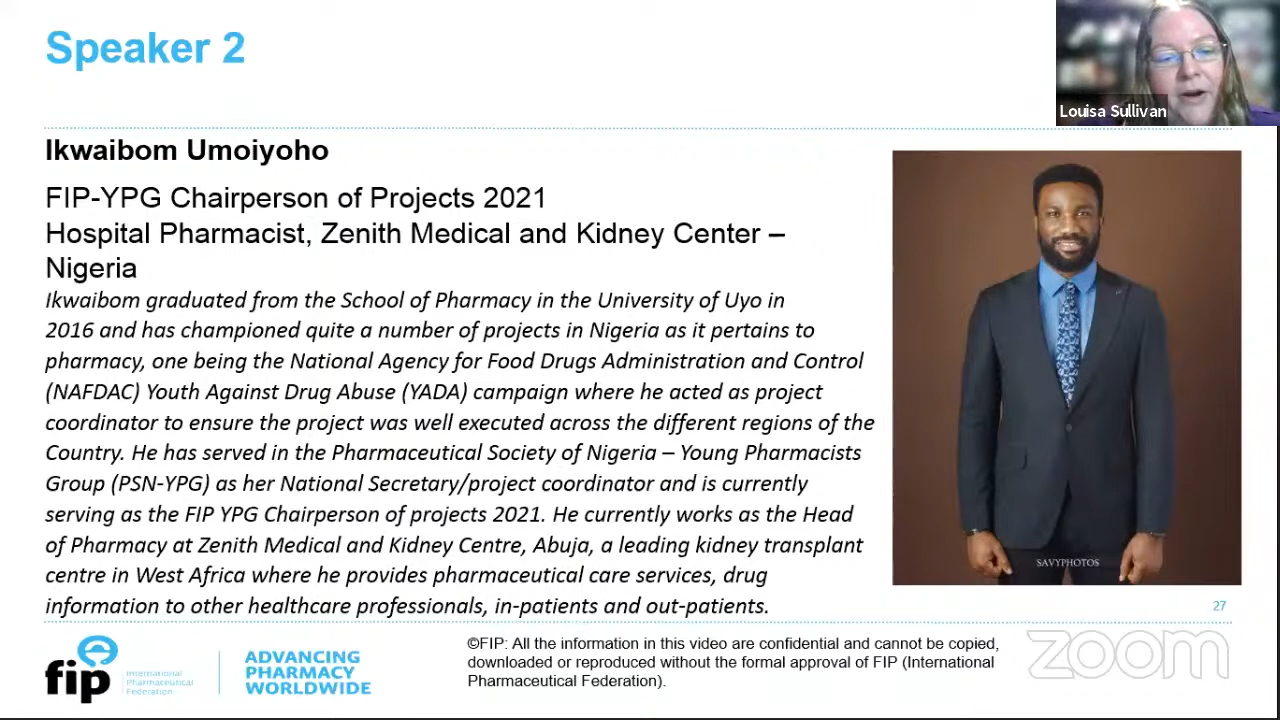 Speaker 2
Louisa Sullivan
Ikwaibom Umoiyoho
FIP-YPG Chairperson of Projects 2021
Hospital Pharmacist, Zenith Medical and Kidney Center –
Nigeria
Ikwaibom graduated from the School of Pharmacy in the University of Uyo in
2016 and has championed quite a number of projects in Nigeria as it pertains to
pharmacy, one being the National Agency for Food Drugs Administration and Control
(NAFDAC) Youth Against Drug Abuse (YADA) campaign where he acted as project
coordinator to ensure the project was well executed across the different regions of the
Country. He has served in the Pharmaceutical Society of Nigeria – Young Pharmacists
Group (PSN-YPG) as her National Secretary/project coordinator and is currently
serving as the FIP YPG Chairperson of projects 2021. He currently works as the Head
of Pharmacy at Zenith Medical and Kidney Centre, Abuja, a leading kidney transplant
centre in West Africa where he provides pharmaceutical care services, drug
information to other healthcare professionals, in-patients and out-patients.
SAVYPHOTOS
27
fip
International
Pharmaceutical
Federation
ADVANCING
PHARMACY
WORLDWIDE
©FIP: All the information in this video are confidential and cannot be copied,
downloaded or reproduced without the formal approval of FIP (International
Pharmaceutical Federation).
zoom